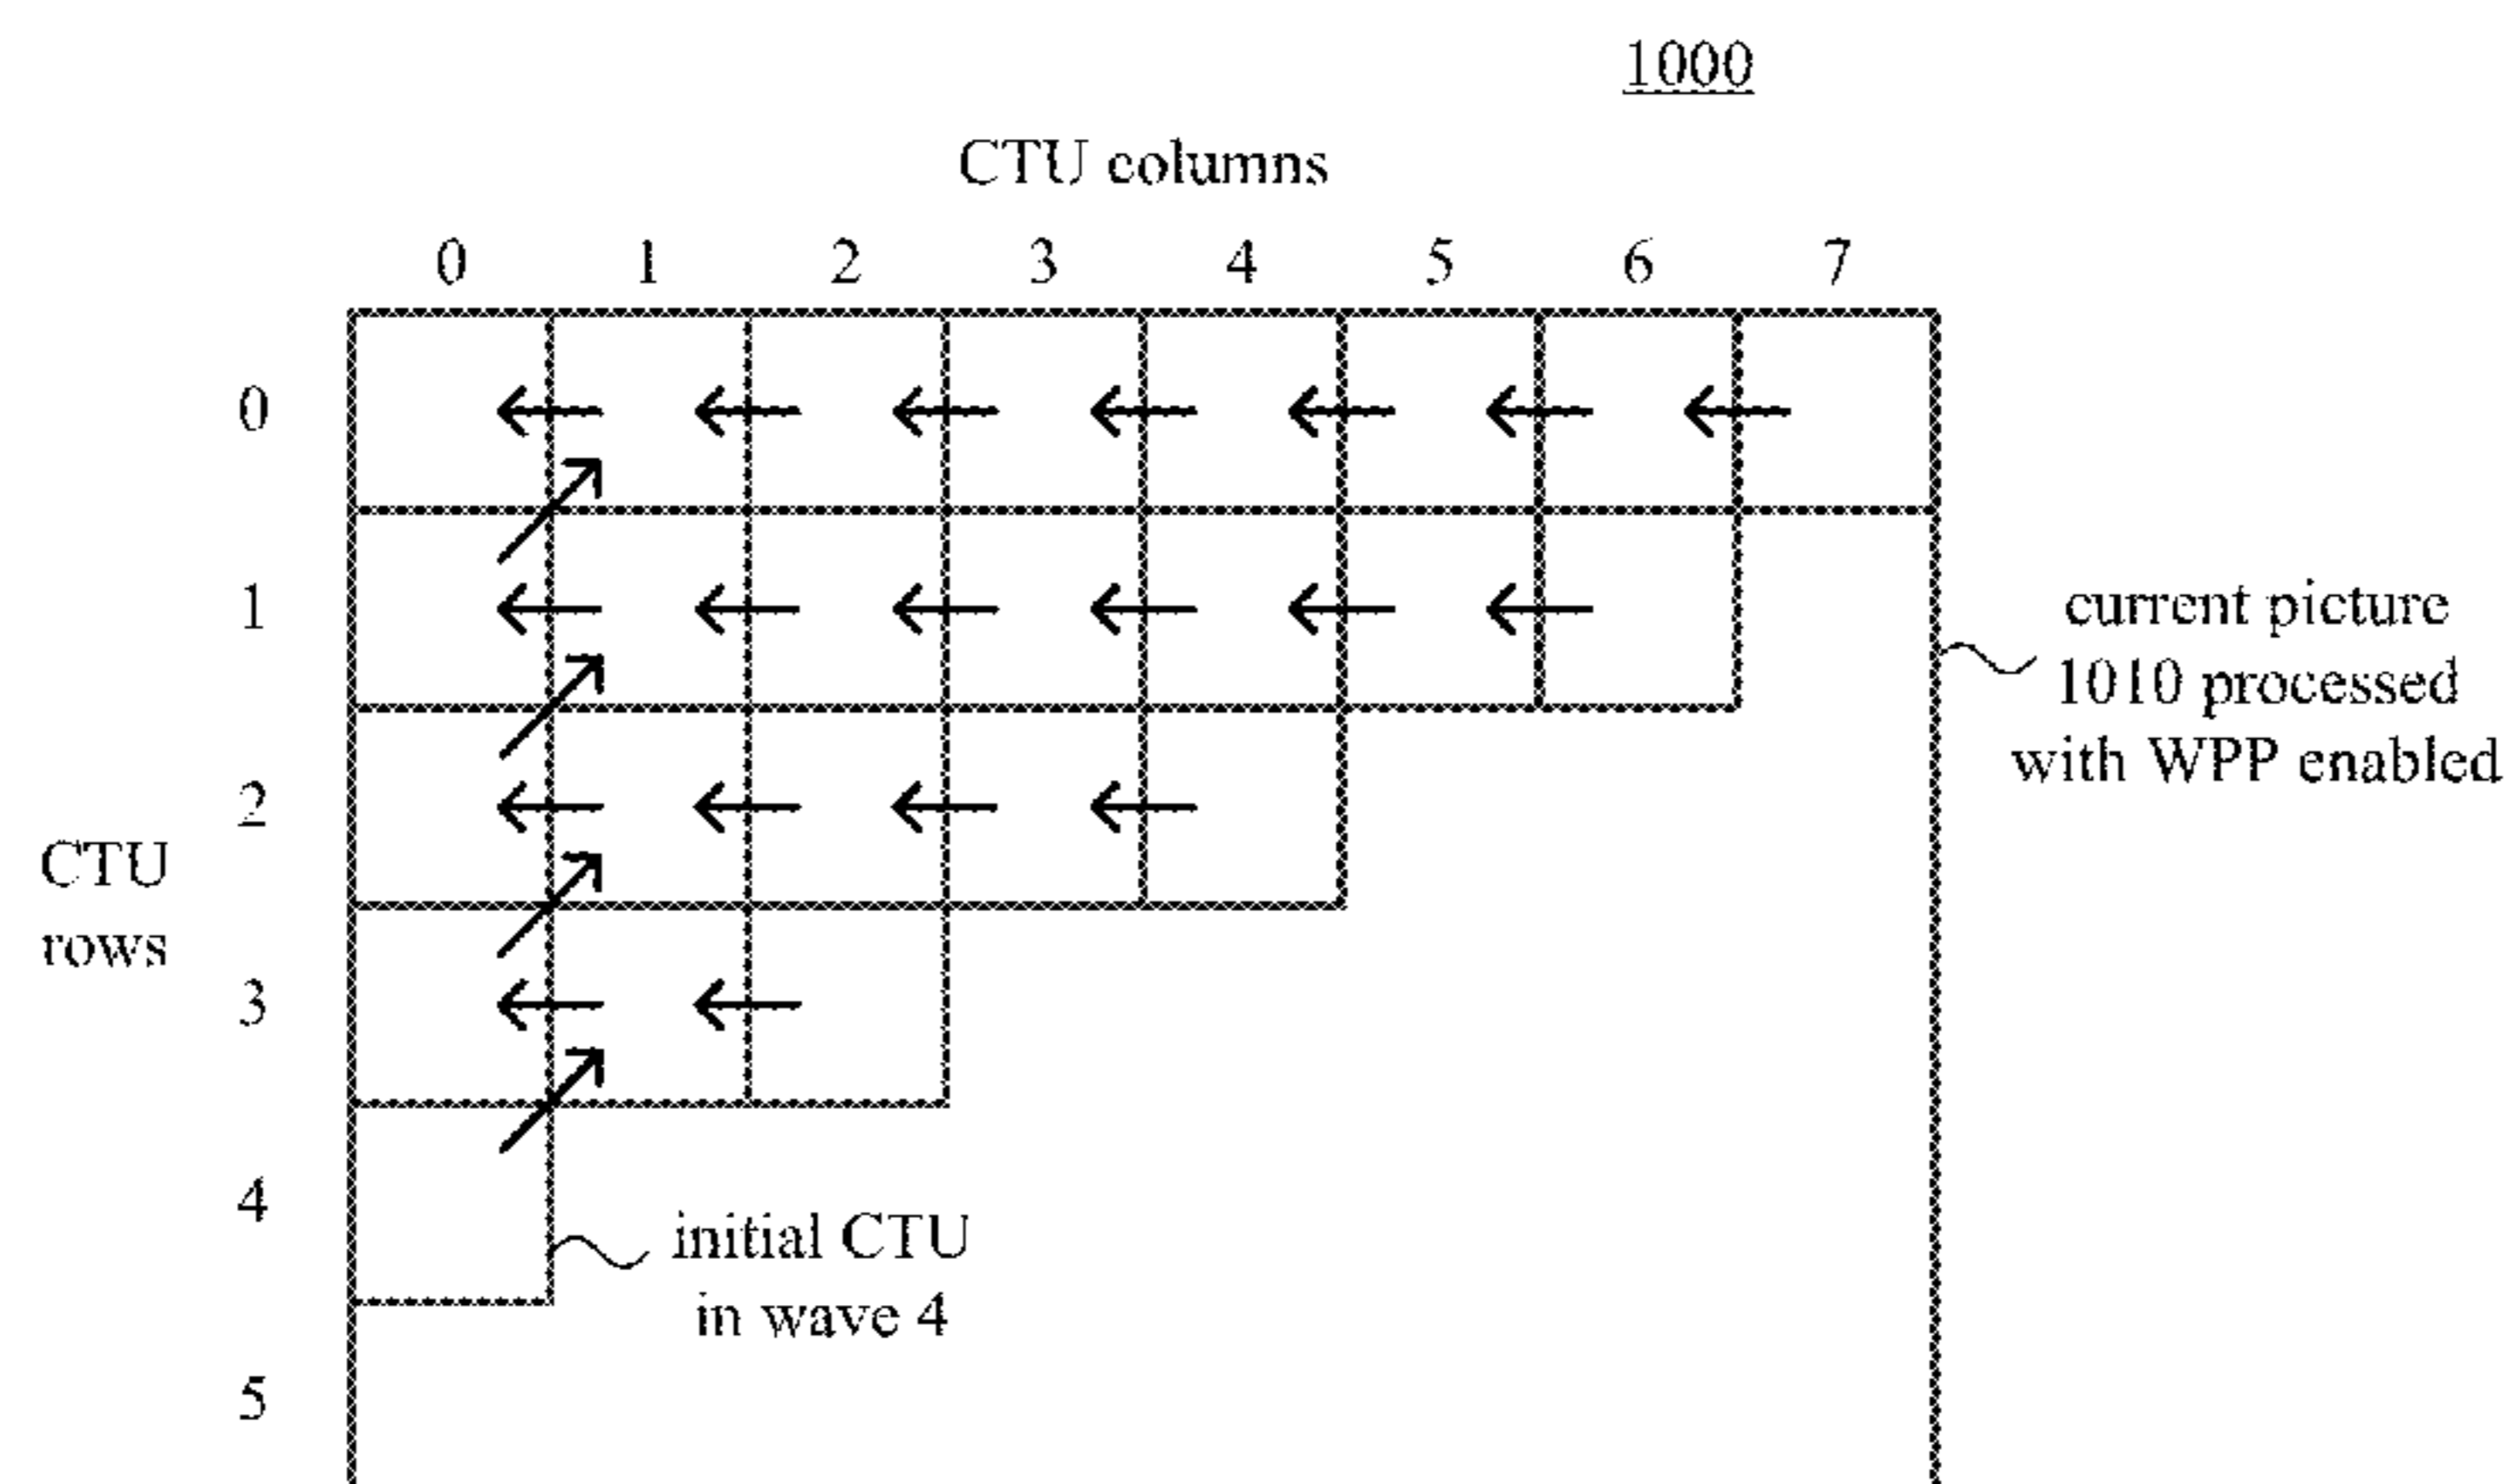 1000
CTU columns
0 1 2 3 4 5 6 7
0
1
current picture
1010 processed
with WPP enabled
2
CTU
rows
3
4
initial CTU
in wave 4
5